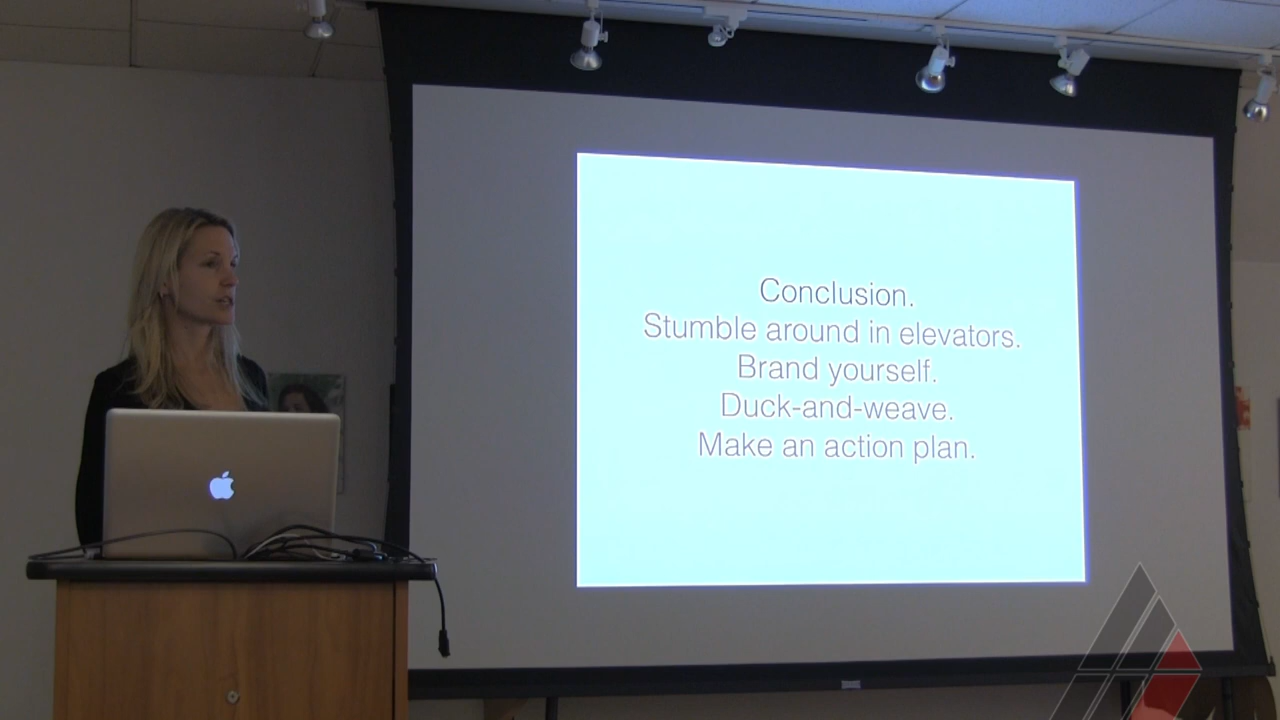 Conclusion.
Stumble around in elevators.
Brand yourself.
Duck-and-weave.
Make an action plan.